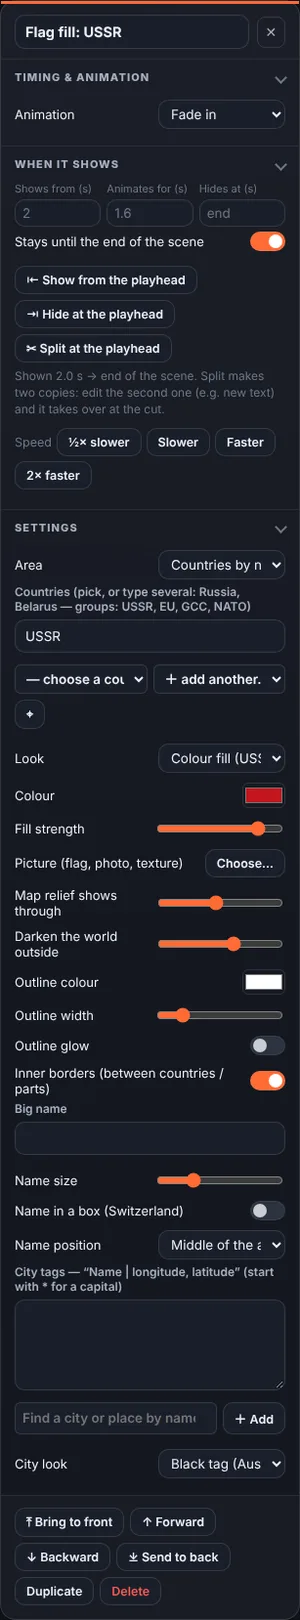 Flag fill: USSR
✕
TIMING & ANIMATION
Animation
Fade in
WHEN IT SHOWS
Shows from (s)
Animates for (s)
Hides at (s)
2
1.6
end
Stays until the end of the scene
⇤ Show from the playhead
⇥ Hide at the playhead
✂ Split at the playhead
Shown 2.0 s → end of the scene. Split makes
two copies: edit the second one (e.g. new text)
and it takes over at the cut.
Speed
½× slower
Slower
Faster
2× faster
SETTINGS
Area
Countries by n
Countries (pick, or type several: Russia,
Belarus — groups: USSR, EU, GCC, NATO)
USSR
— choose a cou
＋ add another.
⌖
Look
Colour fill (USS
Colour
Fill strength
Picture (flag, photo, texture)
Choose…
Map relief shows
through
Darken the world
outside
Outline colour
Outline width
Outline glow
Inner borders (between countries /
parts)
Big name
Name size
Name in a box (Switzerland)
Name position
Middle of the a
City tags — “Name | longitude, latitude” (start
with * for a capital)
Find a city or place by name
＋ Add
City look
Black tag (Aus
⤒ Bring to front
↑ Forward
↓ Backward
⤓ Send to back
Duplicate
Delete